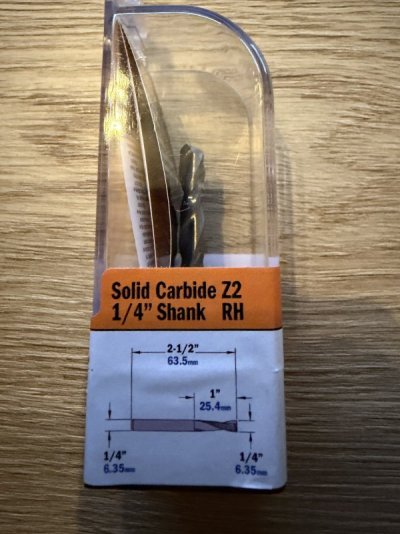 Solid Carbide Z2
1/4” Shank RH
2-1/2”
63.5mm
1”
25.4mm
1/4” 1/4”
6.35mm 6.35mm